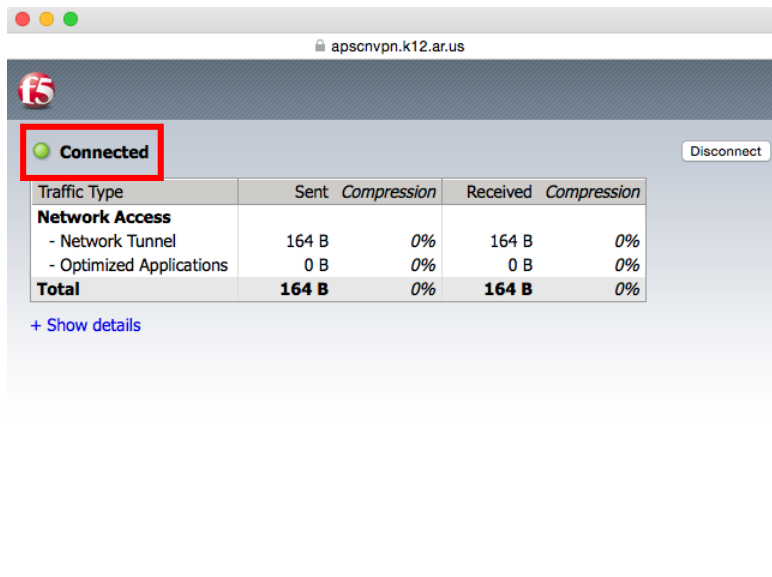 apscnvpn.k12.ar.us
f5
Connected
Disconnect
Traffic Type Sent Compression Received Compression
Network Access
- Network Tunnel 164 B 0% 164 B 0%
- Optimized Applications 0 B 0% 0 B 0%
Total 164 B 0% 164 B 0%
+ Show details